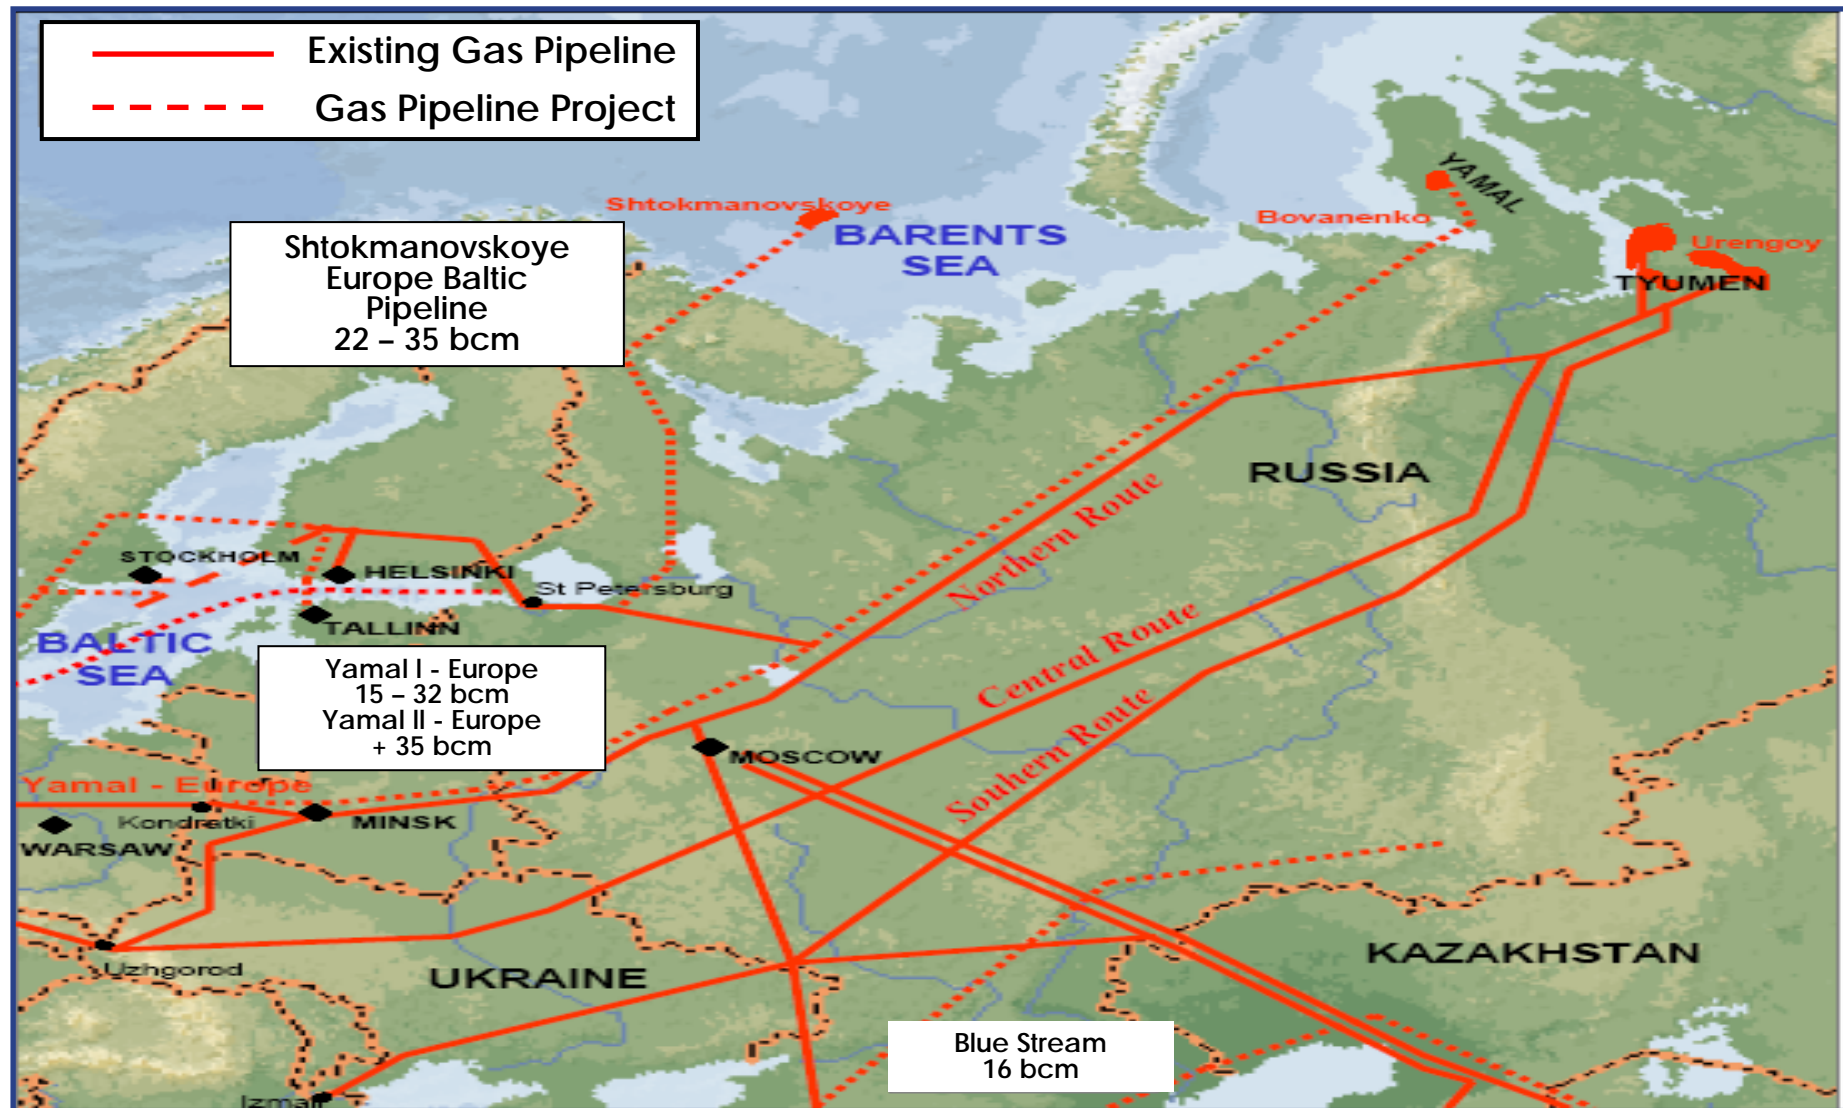 Existing Gas Pipeline
Gas Pipeline Project
Shtokmanovskoye
YAMAL
Bovanenko
BARENTS
SEA
Urengoy
TYUMEN
Shtokmanovskoye
Europe Baltic
Pipeline
22 – 35 bcm
RUSSIA
Northern Route
STOCKHOLM
HELSINKI
St Petersburg
TALLINN
BALTIC
SEA
Central Route
Yamal I - Europe
15 – 32 bcm
Yamal II - Europe
+ 35 bcm
Souhern Route
MOSCOW
Yamal - Europe
Kondratki
MINSK
WARSAW
KAZAKHSTAN
Uzhgorod
UKRAINE
Blue Stream
16 bcm
Izmail